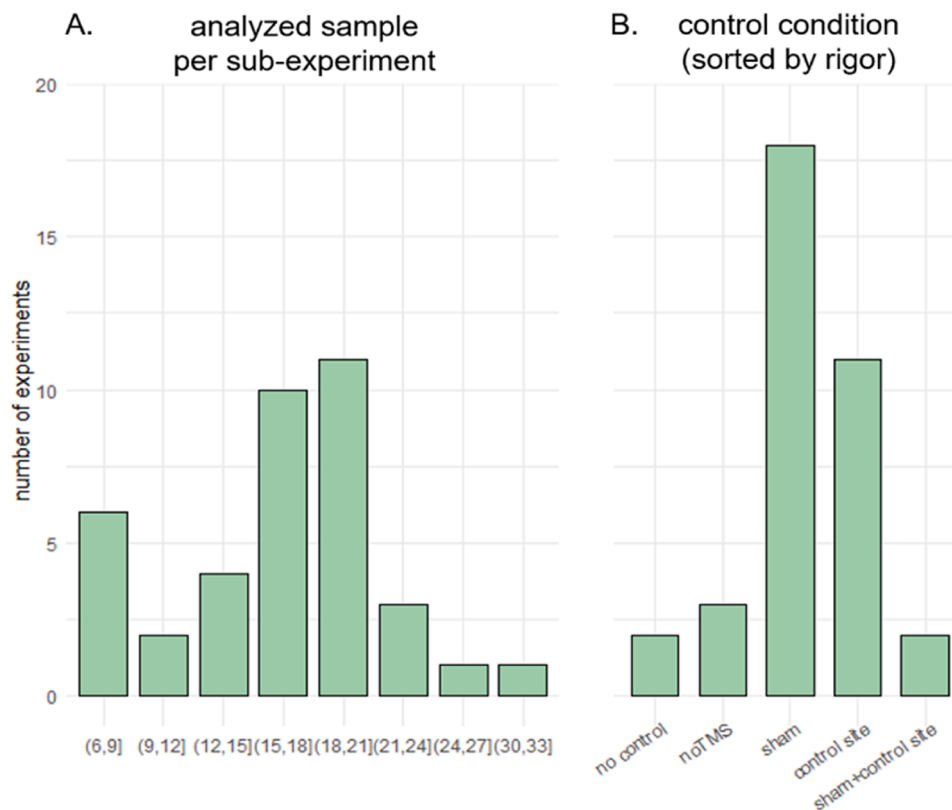 A.
analyzed sample
per sub-experiment
B.
control condition
(sorted by rigor)
number of experiments
20
15
10
5
0
(6,9]
(9,12]
(12,15]
(15,18]
(18,21]
(21,24]
(24,27]
(30,33]
no control
noTMS
sham
control site
sham+control site